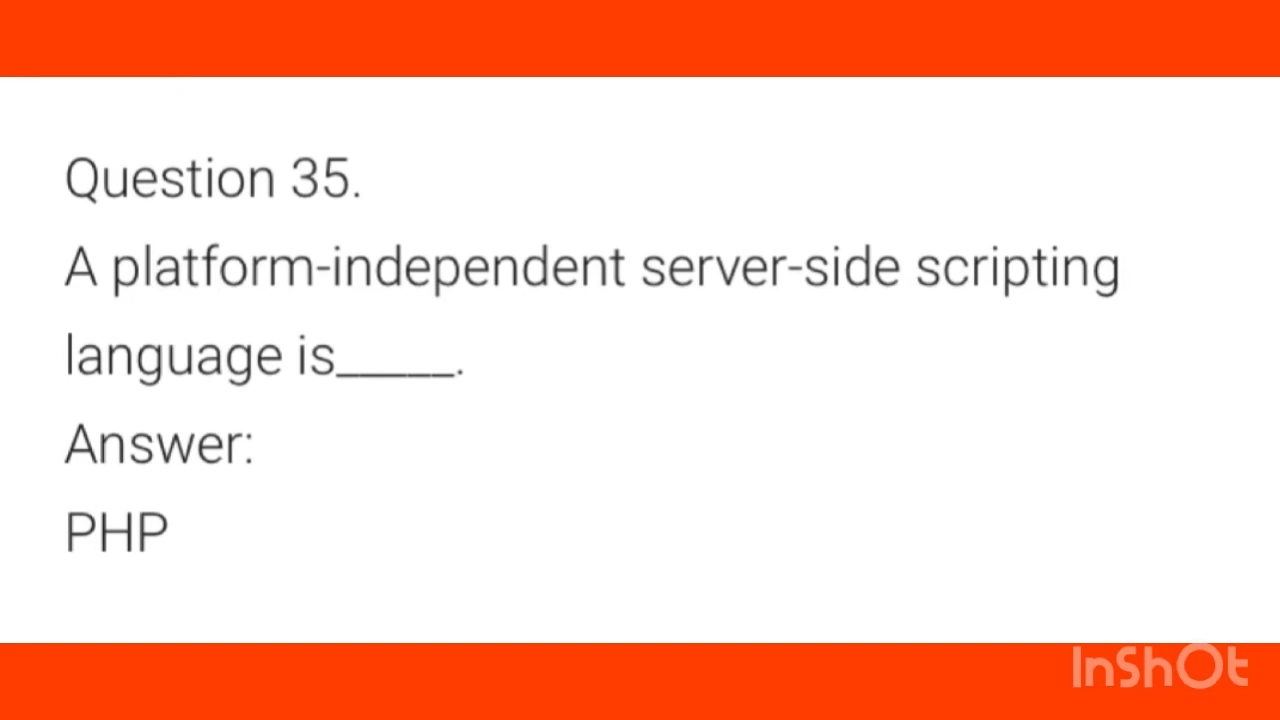 Question 35.
A platform-independent server-side scripting
language is_____.
Answer:
PHP
InShOt